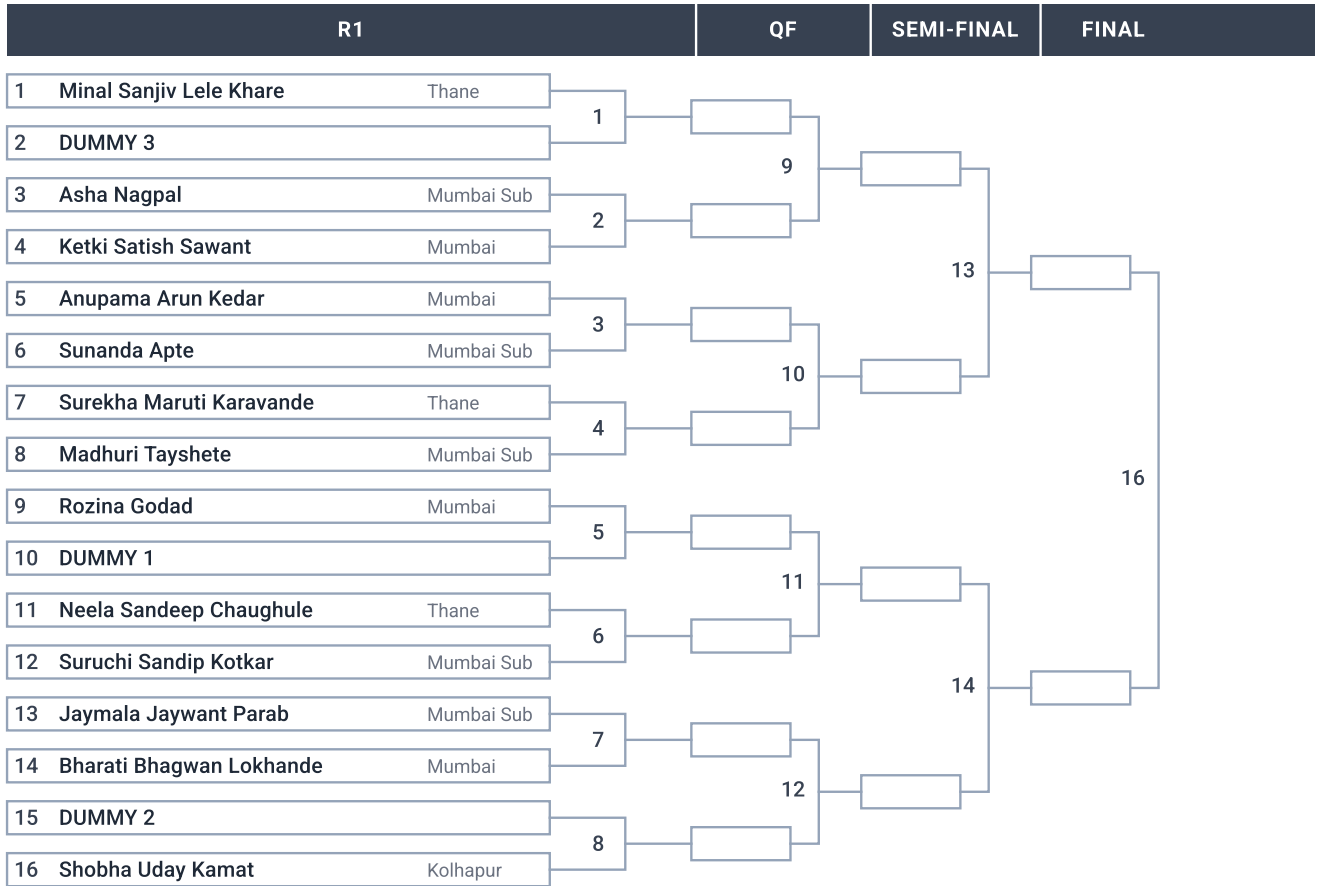 R1 QF SEMI-FINAL FINAL
1 Minal Sanjiv Lele Khare Thane
1
2 DUMMY 3
9
3 Asha Nagpal Mumbai Sub
2
4 Ketki Satish Sawant Mumbai
13
5 Anupama Arun Kedar Mumbai
3
6 Sunanda Apte Mumbai Sub
10
7 Surekha Maruti Karavande Thane
4
8 Madhuri Tayshete Mumbai Sub
16
9 Rozina Godad Mumbai
5
10 DUMMY 1
11
11 Neela Sandeep Chaughule Thane
6
12 Suruchi Sandip Kotkar Mumbai Sub
14
13 Jaymala Jaywant Parab Mumbai Sub
7
14 Bharati Bhagwan Lokhande Mumbai
12
15 DUMMY 2
8
16 Shobha Uday Kamat Kolhapur